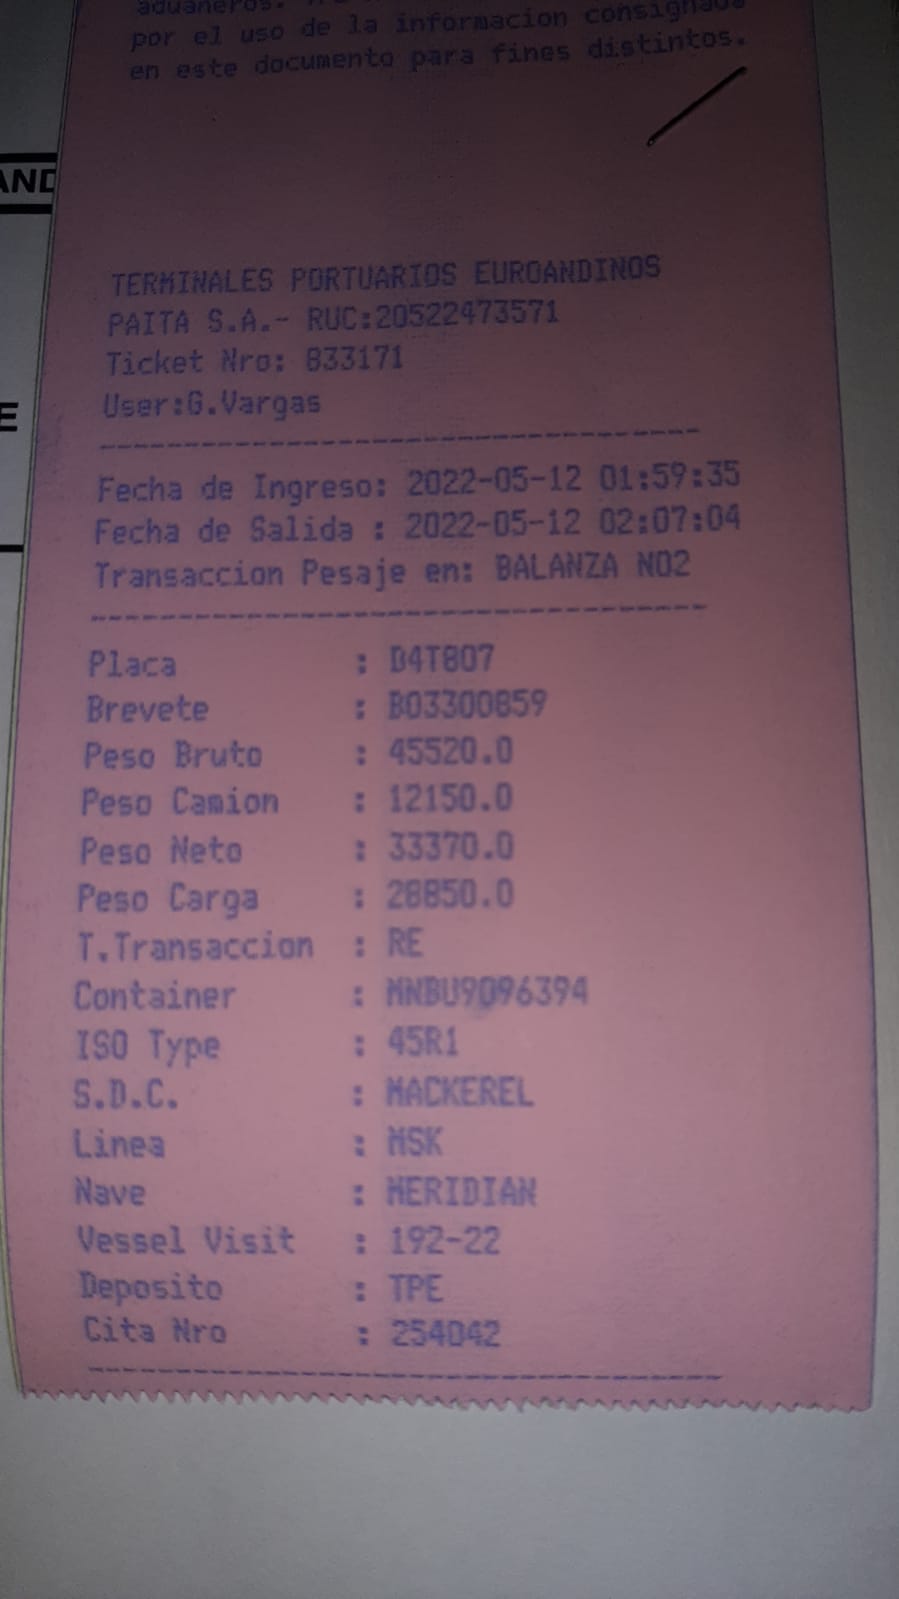 aduaneros.
por el uso de la informacion consignada
en este documento para fines distintos.
TERMINALES PORTUARIOS EUROANDINOS
PAITA S.A.- RUC:20522473571
Ticket Nro: 833171
User:G.Vargas
------------------------------------
Fecha de Ingreso: 2022-05-12 01:59:35
Fecha de Salida : 2022-05-12 02:07:04
Transaccion Pesaje en: BALANZA NO2
------------------------------------
Placa : D4T807
Brevete : B03300859
Peso Bruto : 45520.0
Peso Camion : 12150.0
Peso Neto : 33370.0
Peso Carga : 28850.0
T.Transaccion : RE
Container : MNBU9096394
ISO Type : 45R1
S.D.C. : MACKEREL
Linea : MSK
Nave : MERIDIAN
Vessel Visit : 192-22
Deposito : TPE
Cita Nro : 254042
------------------------------------